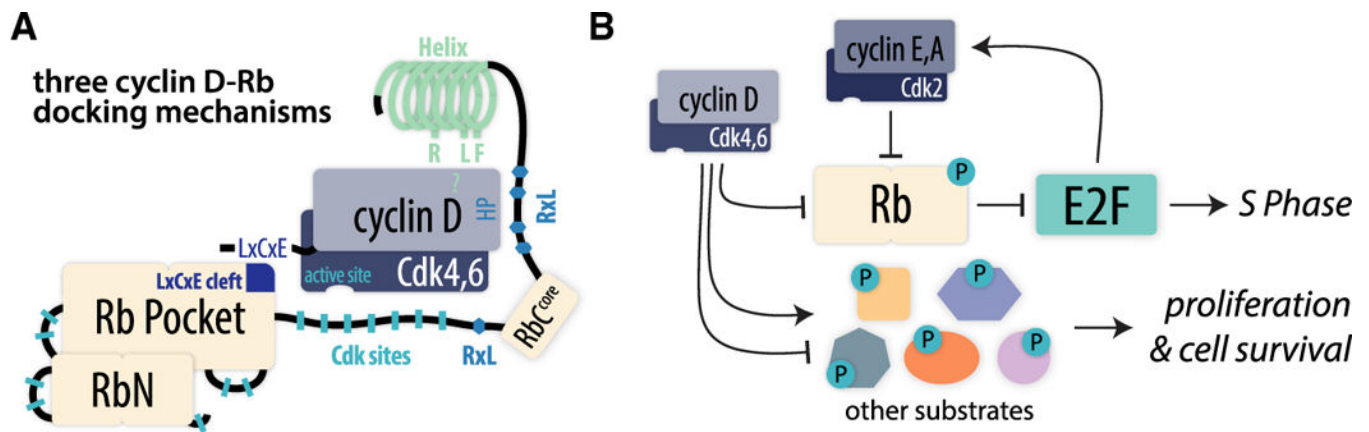 A
three cyclin D-Rb
docking mechanisms
Helix
R L F
?
cyclin D
HP
RxL
LxCxE
Cdk4,6
active site
LxCxE cleft
Rb Pocket
RbC core
Cdk sites
RxL
RbN
B
cyclin E,A
Cdk2
cyclin D
Cdk4,6
P
Rb
E2F
S Phase
P
P
P
P
P
proliferation
& cell survival
other substrates